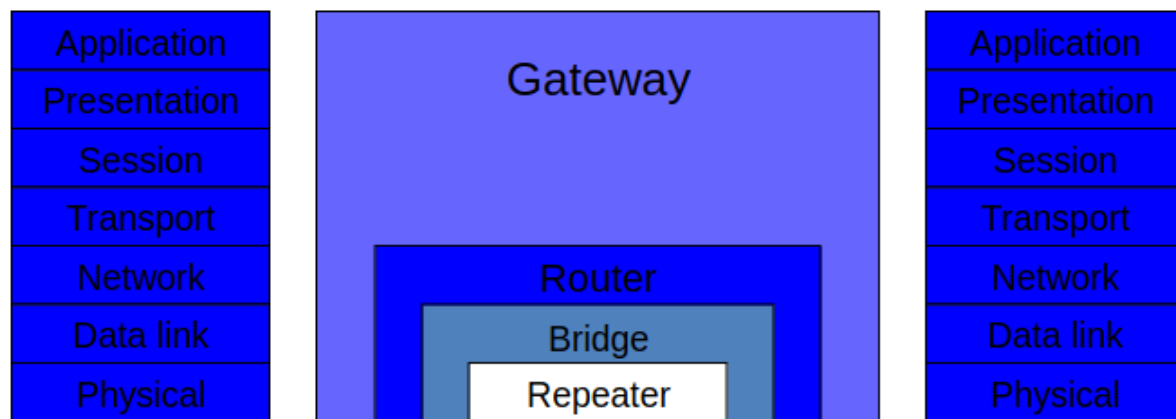 Application
Presentation
Session
Transport
Network
Data link
Physical
Gateway
Router
Bridge
Repeater
Application
Presentation
Session
Transport
Network
Data link
Physical